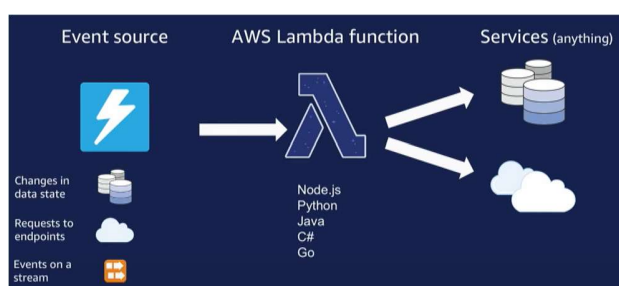 Event source
AWS Lambda function
Services (anything)
Changes in
data state
Requests to
endpoints
Events on a
stream
Node.js
Python
Java
C#
Go